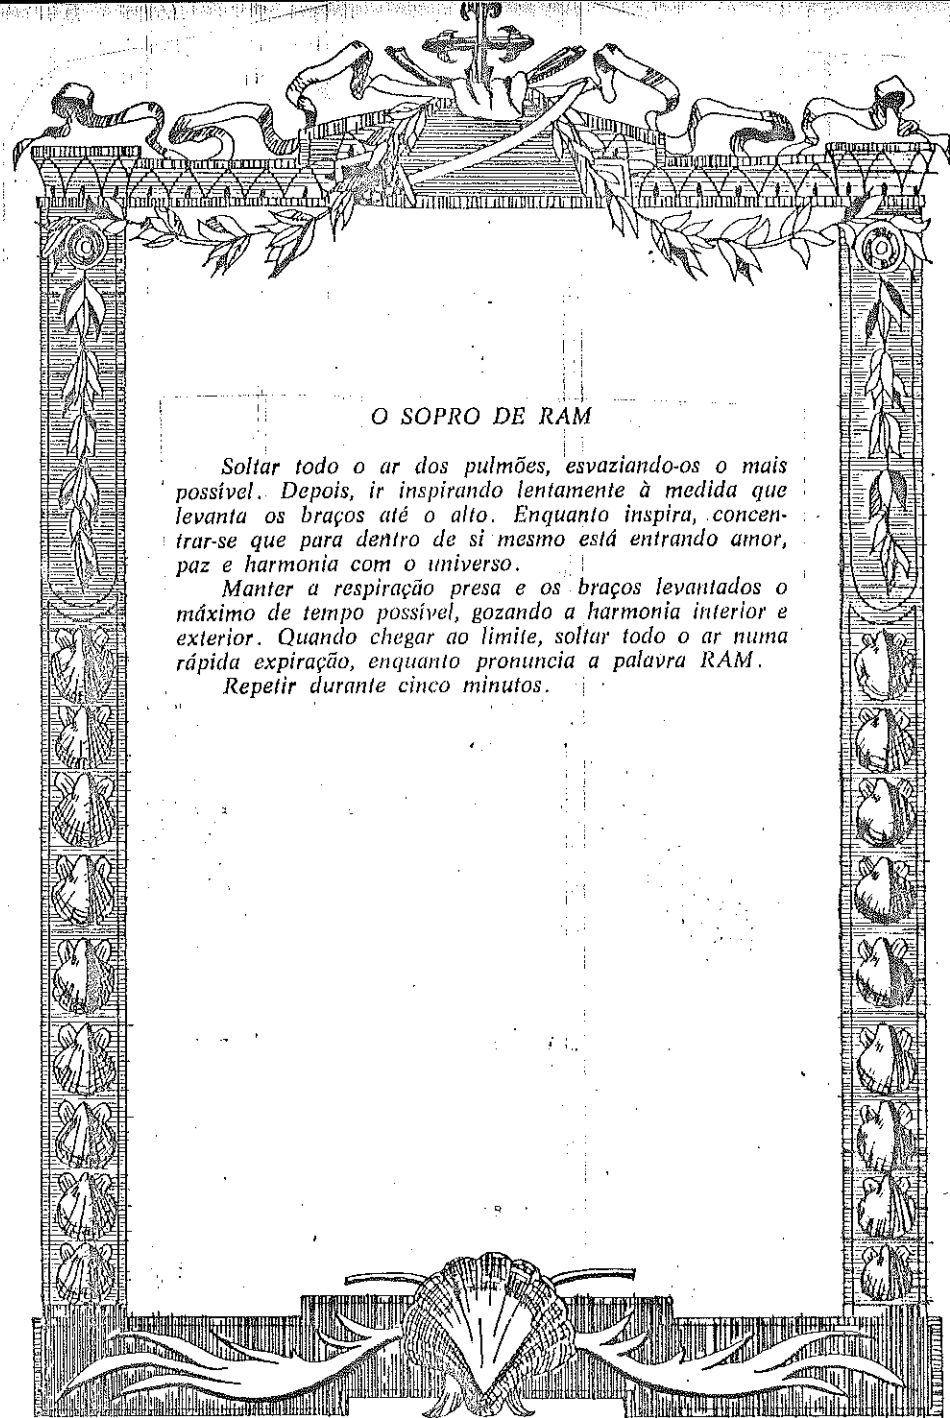 O SOPRO DE RAM
Soltar todo o ar dos pulmões, esvaziando-os o mais
possível. Depois, ir inspirando lentamente à medida que
levanta os braços até o alto. Enquanto inspira, concen-
trar-se que para dentro de si mesmo está entrando amor,
paz e harmonia com o universo.
Manter a respiração presa e os braços levantados o
máximo de tempo possível, gozando a harmonia interior e
exterior. Quando chegar ao limite, soltar todo o ar numa
rápida expiração, enquanto pronuncia a palavra RAM.
Repetir durante cinco minutos.